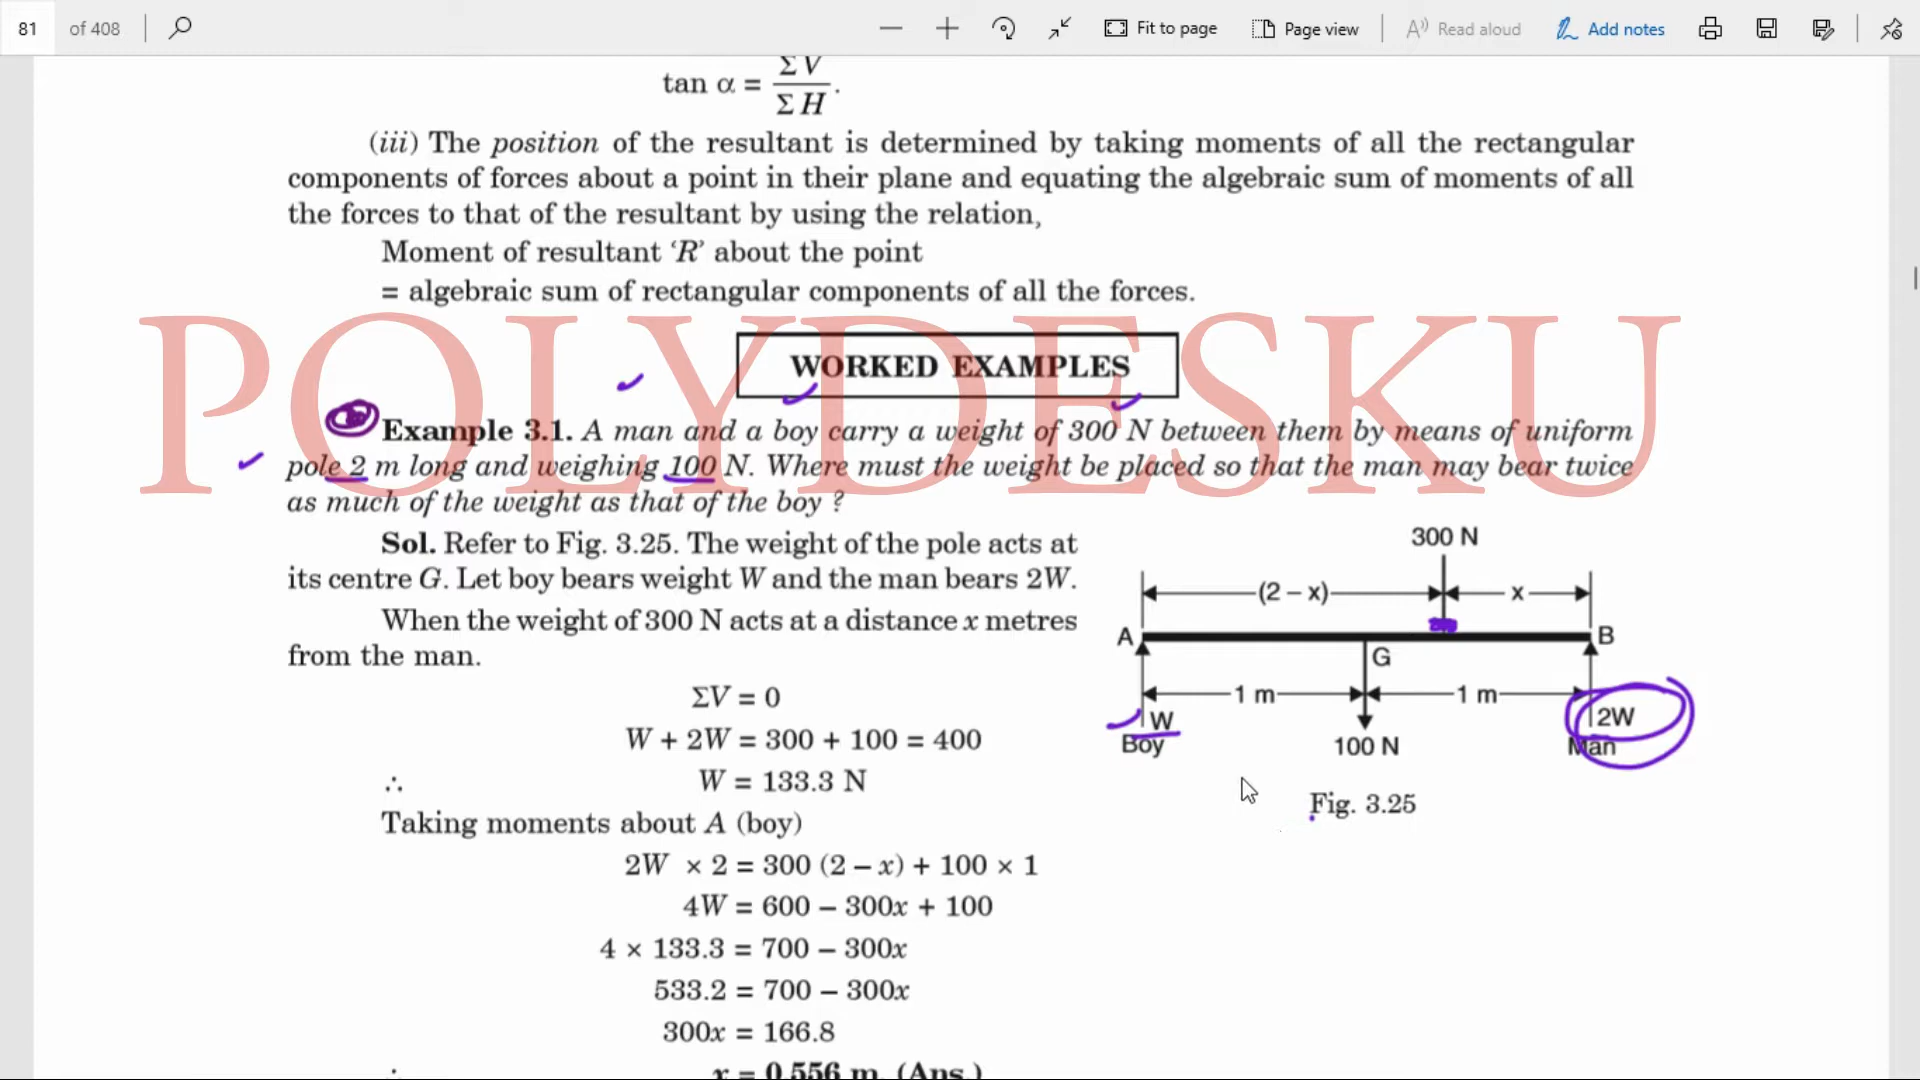 81 of 408 Fit to page Page view Read aloud Add notes
tan α = ΣV / ΣH .
(iii) The position of the resultant is determined by taking moments of all the rectangular
components of forces about a point in their plane and equating the algebraic sum of moments of all
the forces to that of the resultant by using the relation,
Moment of resultant ‘R’ about the point
= algebraic sum of rectangular components of all the forces.
POLYDESKU
WORKED EXAMPLES
Example 3.1. A man and a boy carry a weight of 300 N between them by means of uniform
pole 2 m long and weighing 100 N. Where must the weight be placed so that the man may bear twice
as much of the weight as that of the boy ?
Sol. Refer to Fig. 3.25. The weight of the pole acts at
its centre G. Let boy bears weight W and the man bears 2W.
When the weight of 300 N acts at a distance x metres
from the man.
ΣV = 0
W + 2W = 300 + 100 = 400
∴ W = 133.3 N
Taking moments about A (boy)
2W × 2 = 300 (2 – x) + 100 × 1
4W = 600 – 300x + 100
4 × 133.3 = 700 – 300x
533.2 = 700 – 300x
300x = 166.8
∴ x = 0.556 m. (Ans.)
300 N
(2 – x) x
A B
G
1 m 1 m
W 2W
Boy 100 N Man
Fig. 3.25